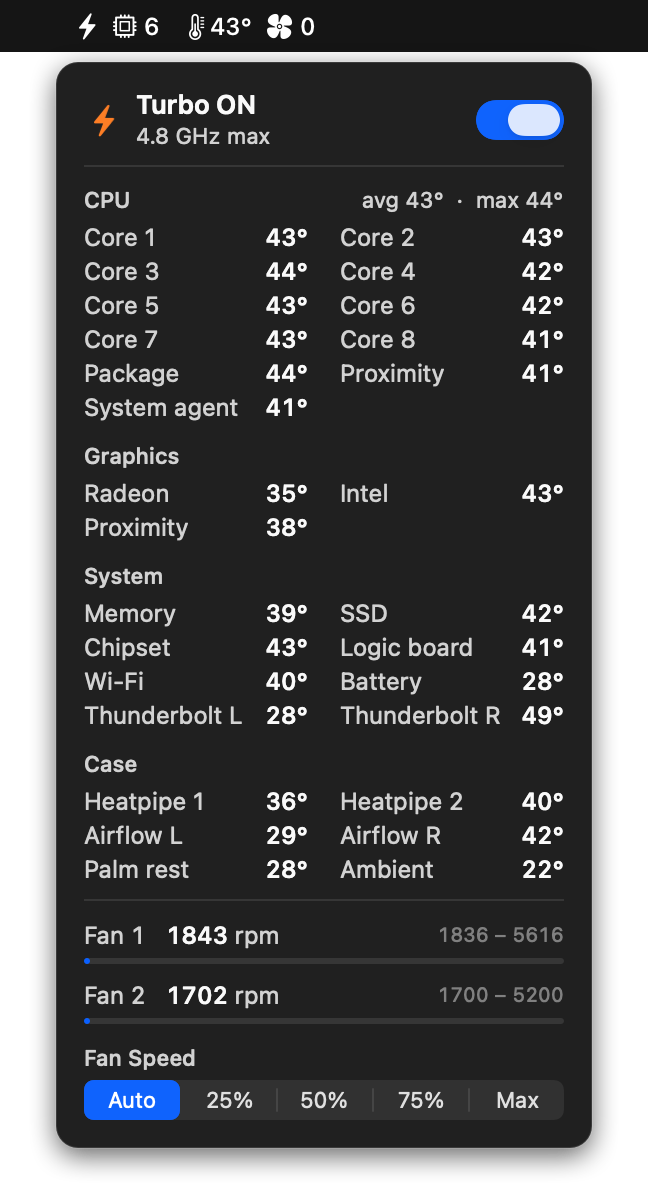 6 43° 0
Turbo ON
4.8 GHz max
CPU avg 43° · max 44°
Core 1 43° Core 2 43°
Core 3 44° Core 4 42°
Core 5 43° Core 6 42°
Core 7 43° Core 8 41°
Package 44° Proximity 41°
System agent 41°
Graphics
Radeon 35° Intel 43°
Proximity 38°
System
Memory 39° SSD 42°
Chipset 43° Logic board 41°
Wi-Fi 40° Battery 28°
Thunderbolt L 28° Thunderbolt R 49°
Case
Heatpipe 1 36° Heatpipe 2 40°
Airflow L 29° Airflow R 42°
Palm rest 28° Ambient 22°
Fan 1 1843 rpm 1836 – 5616
Fan 2 1702 rpm 1700 – 5200
Fan Speed
Auto 25% 50% 75% Max